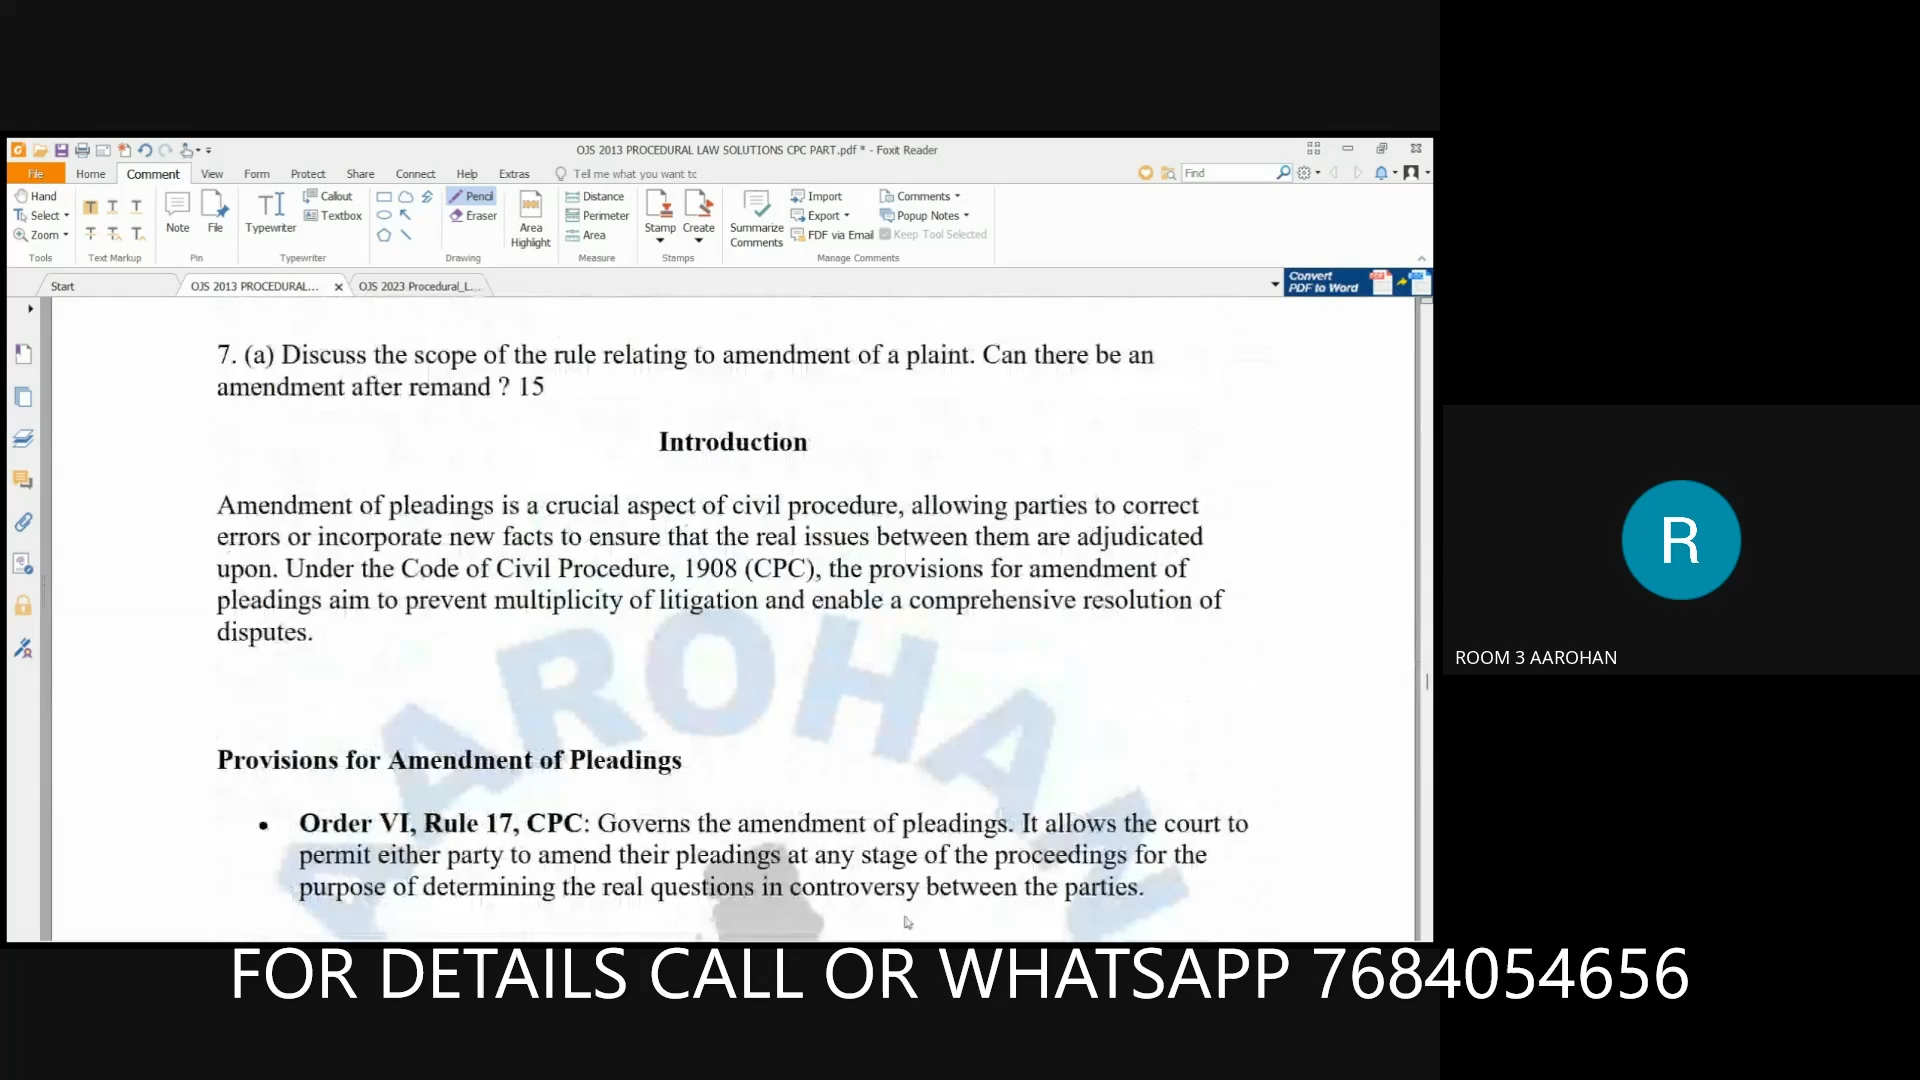 OJS 2013 PROCEDURAL LAW SOLUTIONS CPC PART.pdf * - Foxit Reader
File Home Comment View Form Protect Share Connect Help Extras Tell me what you want tc Find
Hand
Select
Zoom
Tools
Text Markup
Note File
Pin
Typewriter
Callout
Textbox
Typewriter
Pencil
Eraser
Area
Highlight
Drawing
Distance
Perimeter
Area
Measure
Stamp Create
Stamps
Summarize
Comments
Import
Export
FDF via Email
Comments
Popup Notes
Keep Tool Selected
Manage Comments
Start OJS 2013 PROCEDURAL... OJS 2023 Procedural_L...
Convert
PDF to Word
7. (a) Discuss the scope of the rule relating to amendment of a plaint. Can there be an
amendment after remand ? 15
Introduction
Amendment of pleadings is a crucial aspect of civil procedure, allowing parties to correct
errors or incorporate new facts to ensure that the real issues between them are adjudicated
upon. Under the Code of Civil Procedure, 1908 (CPC), the provisions for amendment of
pleadings aim to prevent multiplicity of litigation and enable a comprehensive resolution of
disputes.
Provisions for Amendment of Pleadings
• Order VI, Rule 17, CPC: Governs the amendment of pleadings. It allows the court to
permit either party to amend their pleadings at any stage of the proceedings for the
purpose of determining the real questions in controversy between the parties.
AAROHAN
R
ROOM 3 AAROHAN
FOR DETAILS CALL OR WHATSAPP 7684054656